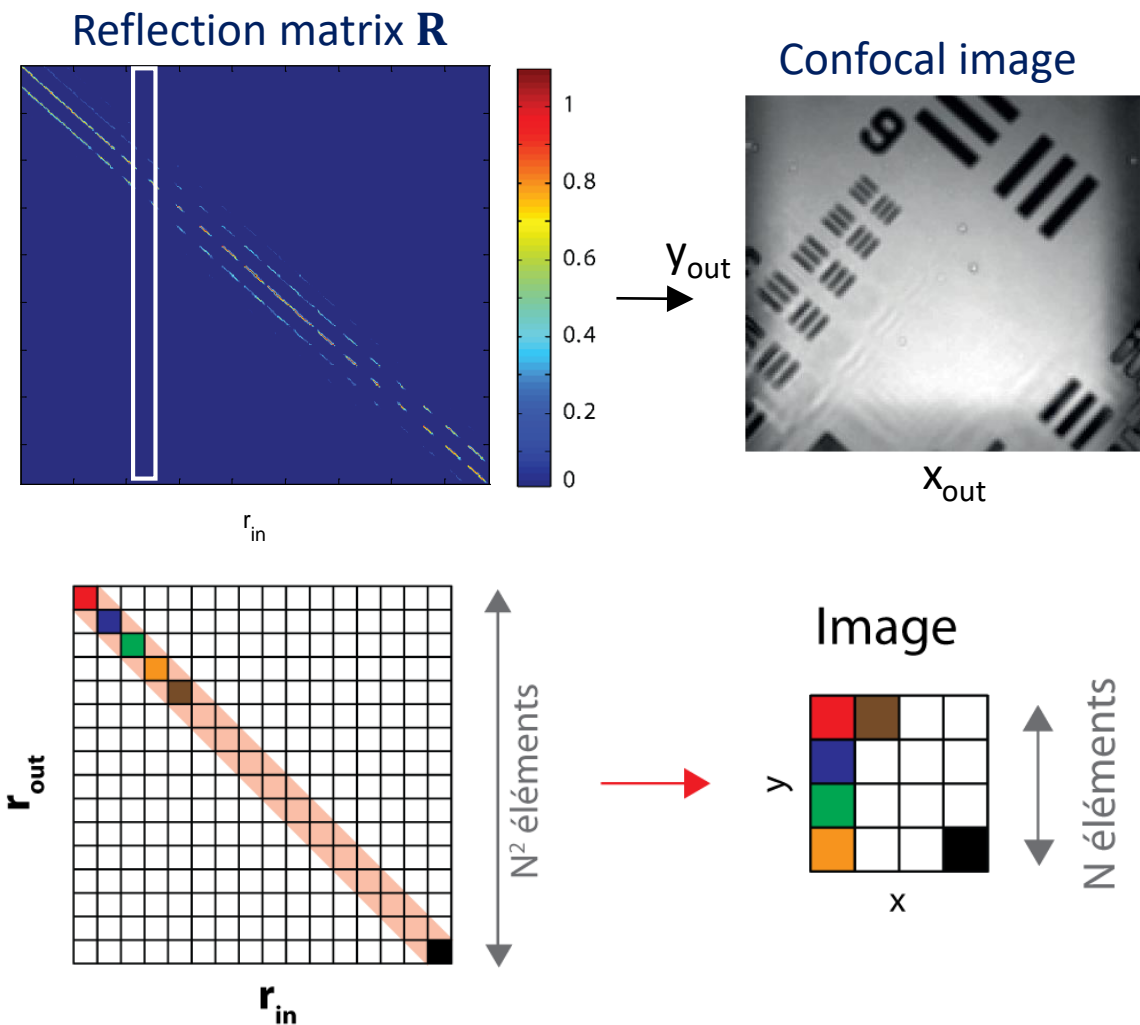 Reflection matrix R
Confocal image
1
0.8
0.6
0.4
0.2
0
r_in
y_out
6
x_out
Image
r_out
N² éléments
r_in
y
x
N éléments